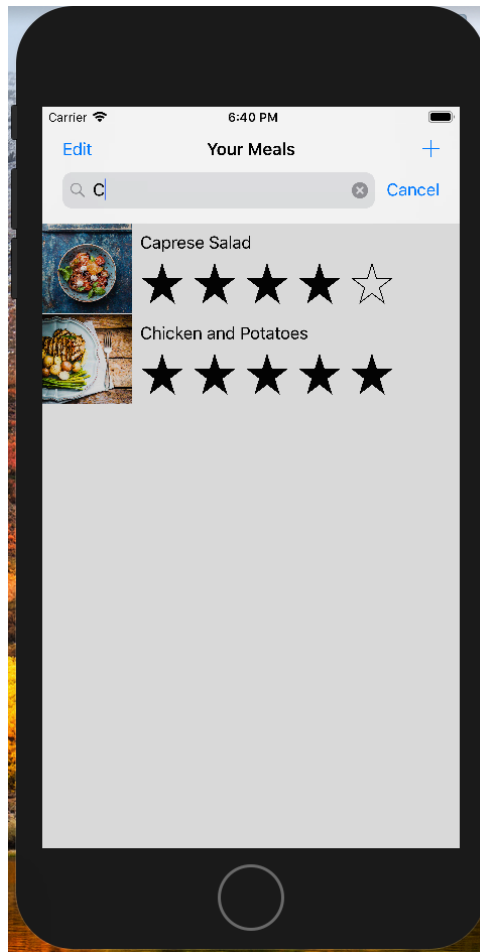 Carrier 6:40 PM
Edit Your Meals +
C Cancel
Caprese Salad
Chicken and Potatoes